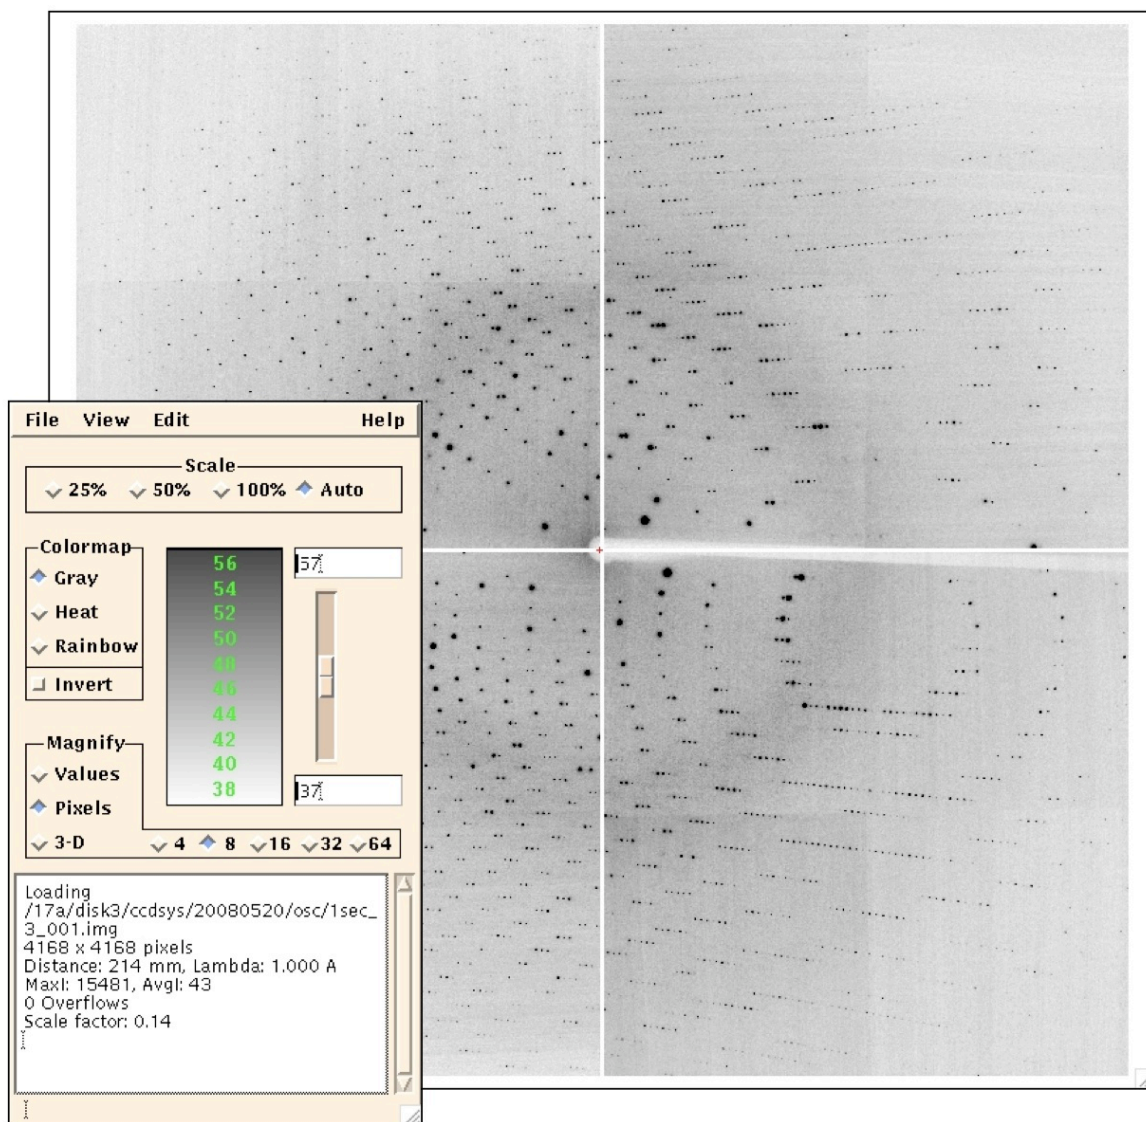 File View Edit Help
Scale
25% 50% 100% Auto
Colormap
Gray
Heat
Rainbow
Invert
56
54
52
50
48
46
44
42
40
38
57
37
Magnify
Values
Pixels
3-D 4 8 16 32 64
Loading
/17a/disk3/ccdsys/20080520/osc/1sec_
3_001.img
4168 x 4168 pixels
Distance: 214 mm, Lambda: 1.000 A
MaxI: 15481, AvgI: 43
0 Overflows
Scale factor: 0.14